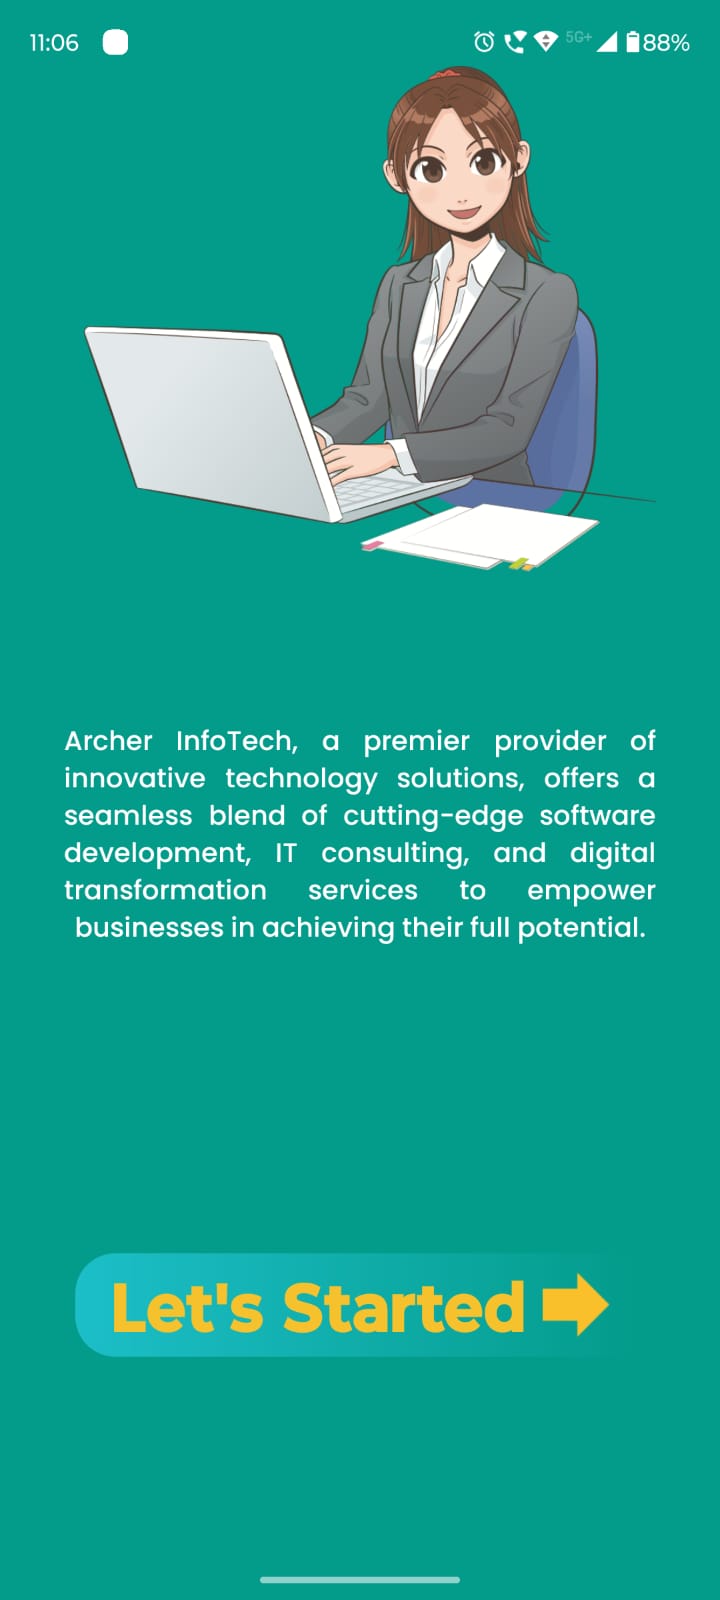 11:06 5G+ 88%
Archer InfoTech, a premier provider of
innovative technology solutions, offers a
seamless blend of cutting-edge software
development, IT consulting, and digital
transformation services to empower
businesses in achieving their full potential.
Let's Started